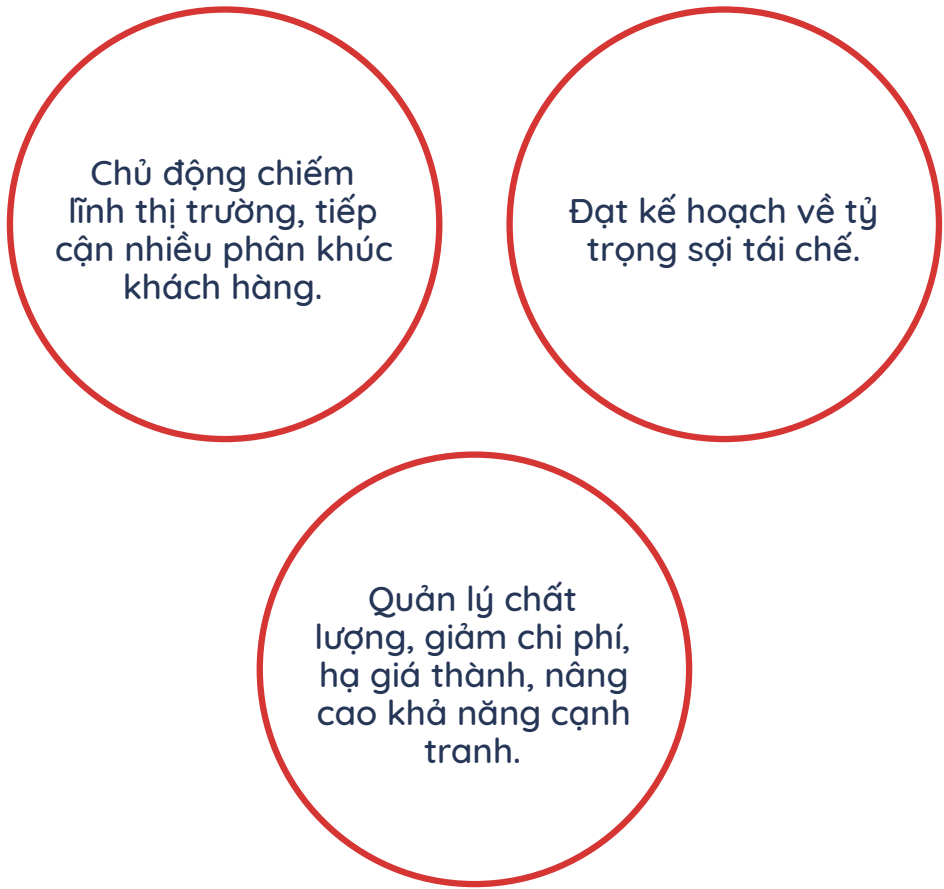 Chủ động chiếm
lĩnh thị trường, tiếp
cận nhiều phân khúc
khách hàng.
Đạt kế hoạch về tỷ
trọng sợi tái chế.
Quản lý chất
lượng, giảm chi phí,
hạ giá thành, nâng
cao khả năng cạnh
tranh.